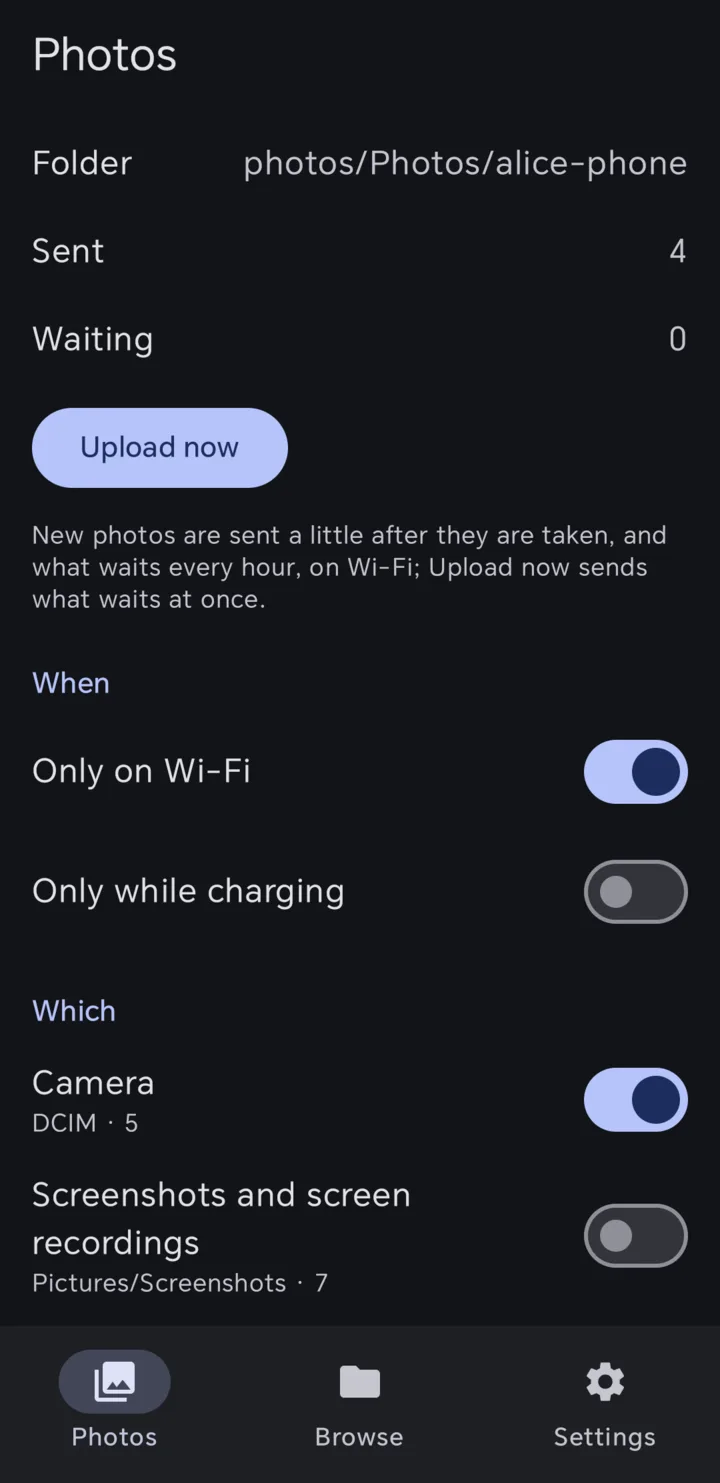 Photos
Folder photos/Photos/alice-phone
Sent 4
Waiting 0
Upload now
New photos are sent a little after they are taken, and
what waits every hour, on Wi-Fi; Upload now sends
what waits at once.
When
Only on Wi-Fi
Only while charging
Which
Camera
DCIM · 5
Screenshots and screen
recordings
Pictures/Screenshots · 7
Photos Browse Settings